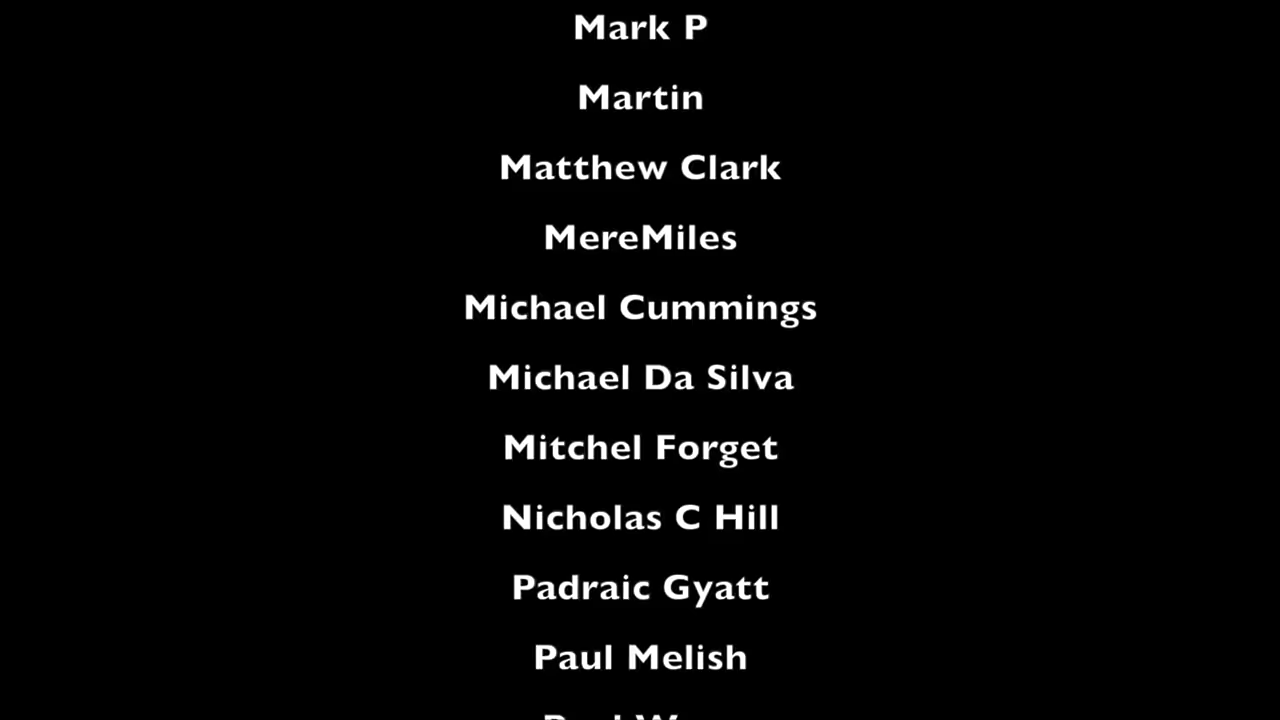 Mark P
Martin
Matthew Clark
MereMiles
Michael Cummings
Michael Da Silva
Mitchel Forget
Nicholas C Hill
Padraic Gyatt
Paul Melish